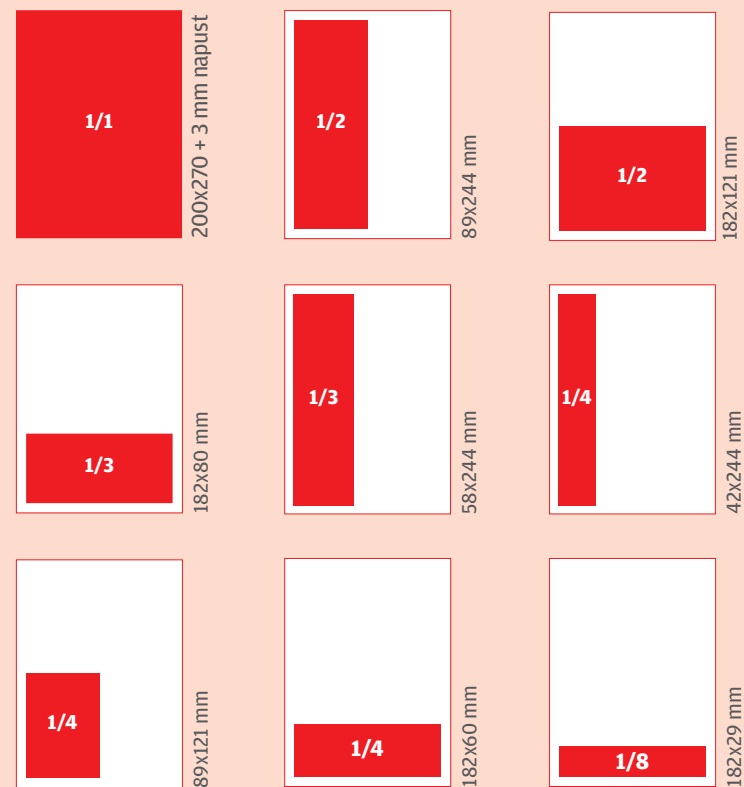 1/1
200x270 + 3 mm napust
1/2
89x244 mm
1/2
182x121 mm
1/3
182x80 mm
1/3
58x244 mm
1/4
42x244 mm
1/4
89x121 mm
1/4
182x60 mm
1/8
182x29 mm